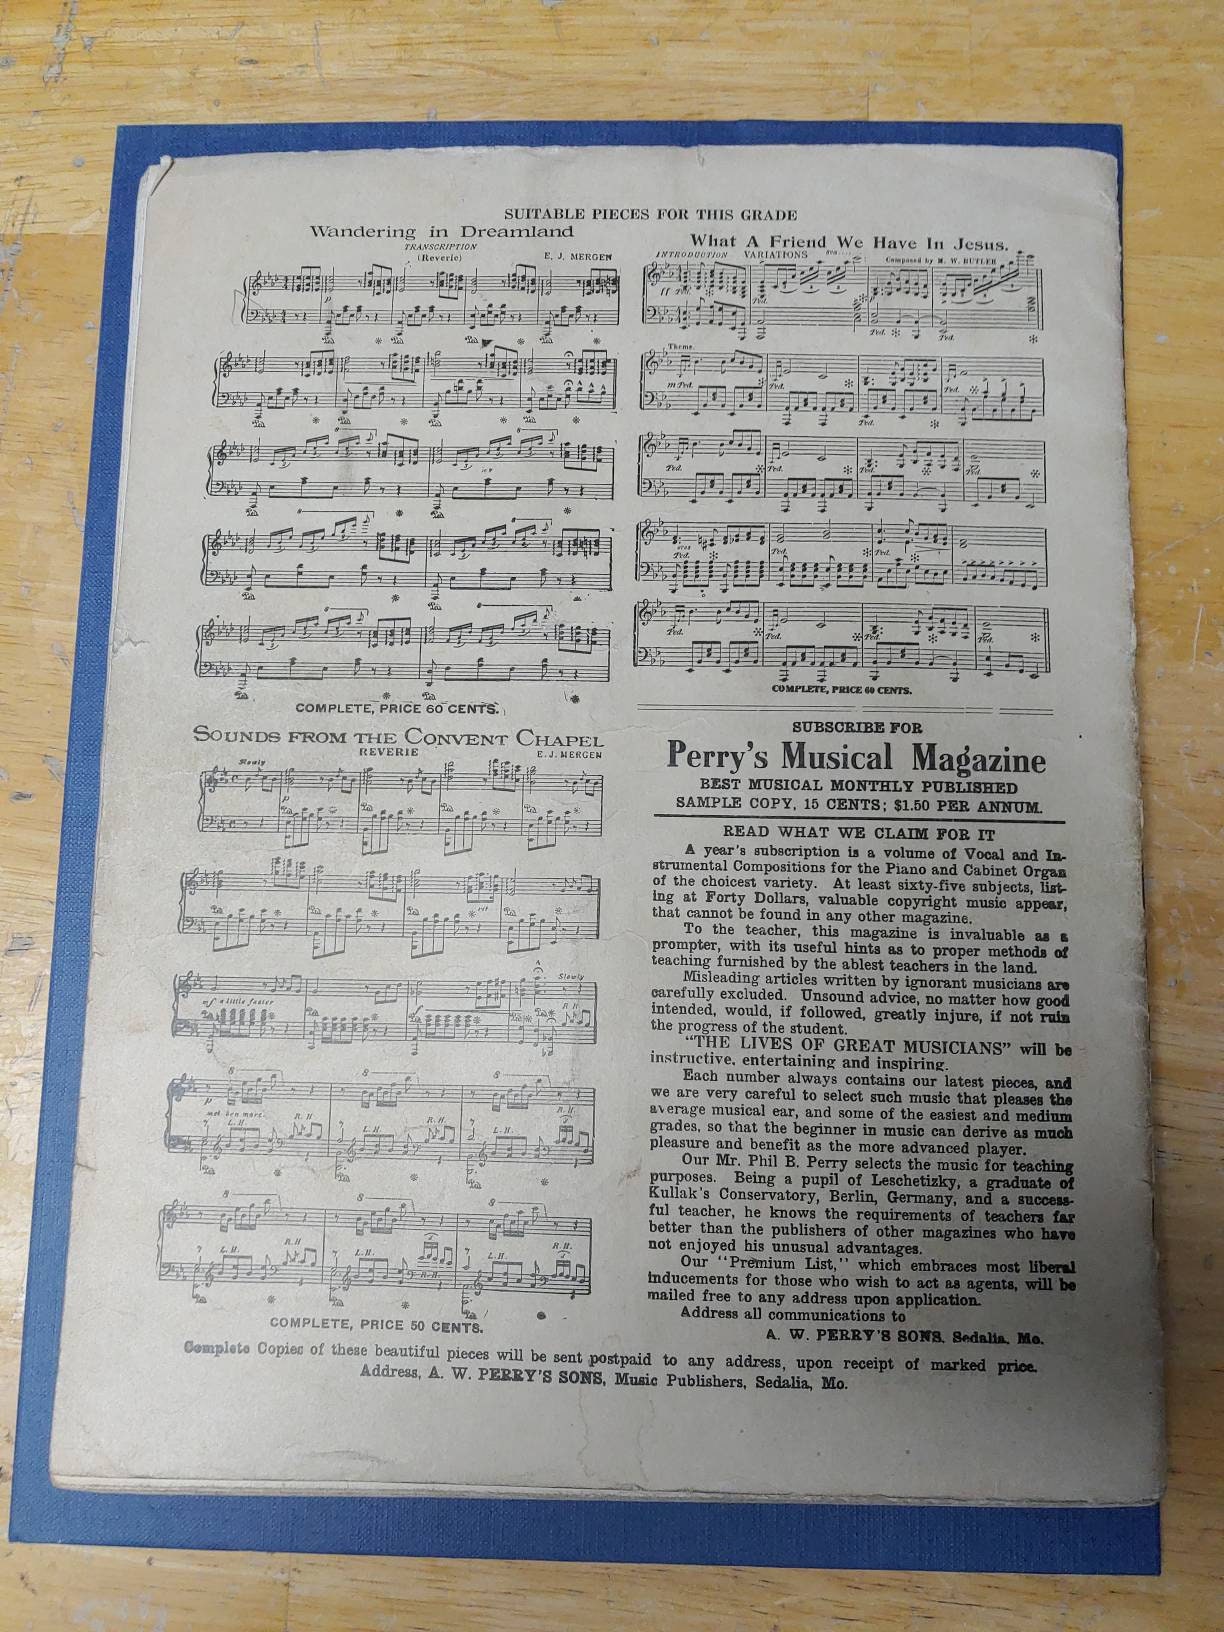 SUITABLE PIECES FOR THIS GRADE
Wandering in Dreamland
TRANSCRIPTION
(Reverie)
E. J. MERGEN
COMPLETE, PRICE 60 CENTS.
SOUNDS FROM THE CONVENT CHAPEL
REVERIE
E. J. MERGEN
Slowly
mf a little faster
Slowly
R. H.
L. H.
R. H.
L. H.
R. H.
L. H.
R. H.
L. H.
R. H.
L. H.
R. H.
L. H.
R. H.
COMPLETE, PRICE 50 CENTS.
What A Friend We Have In Jesus.
INTRODUCTION VARIATIONS
Composed by M. W. BUTLER
Theme.
COMPLETE, PRICE 60 CENTS.
SUBSCRIBE FOR
Perry's Musical Magazine
BEST MUSICAL MONTHLY PUBLISHED
SAMPLE COPY, 15 CENTS; $1.50 PER ANNUM.
READ WHAT WE CLAIM FOR IT
A year's subscription is a volume of Vocal and In-
strumental Compositions for the Piano and Cabinet Organ
of the choicest variety. At least sixty-five subjects, list-
ing at Forty Dollars, valuable copyright music appear,
that cannot be found in any other magazine.
To the teacher, this magazine is invaluable as a
prompter, with its useful hints as to proper methods of
teaching furnished by the ablest teachers in the land.
Misleading articles written by ignorant musicians are
carefully excluded. Unsound advice, no matter how good
intended, would, if followed, greatly injure, if not ruin
the progress of the student.
"THE LIVES OF GREAT MUSICIANS" will be
instructive, entertaining and inspiring.
Each number always contains our latest pieces, and
we are very careful to select such music that pleases the
average musical ear, and some of the easiest and medium
grades, so that the beginner in music can derive as much
pleasure and benefit as the more advanced player.
Our Mr. Phil B. Perry selects the music for teaching
purposes. Being a pupil of Leschetizky, a graduate of
Kullak's Conservatory, Berlin, Germany, and a success-
ful teacher, he knows the requirements of teachers far
better than the publishers of other magazines who have
not enjoyed his unusual advantages.
Our "Premium List," which embraces most liberal
inducements for those who wish to act as agents, will be
mailed free to any address upon application.
Address all communications to
A. W. PERRY'S SONS, Sedalia, Mo.
Complete Copies of these beautiful pieces will be sent postpaid to any address, upon receipt of marked price.
Address, A. W. PERRY'S SONS, Music Publishers, Sedalia, Mo.